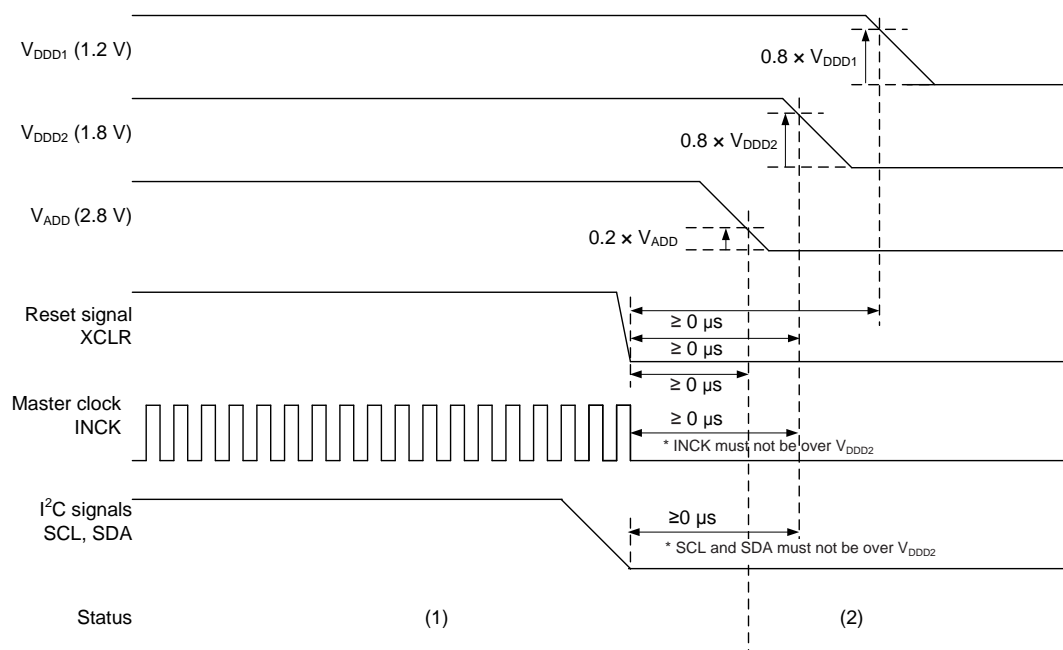 V_DDD1 (1.2 V)
0.8 × V_DDD1
V_DDD2 (1.8 V)
0.8 × V_DDD2
V_ADD (2.8 V)
0.2 × V_ADD
Reset signal
XCLR
≥ 0 µs
≥ 0 µs
≥ 0 µs
Master clock
INCK
≥ 0 µs
* INCK must not be over V_DDD2
I²C signals
SCL, SDA
≥0 µs
* SCL and SDA must not be over V_DDD2
Status
(1)
(2)